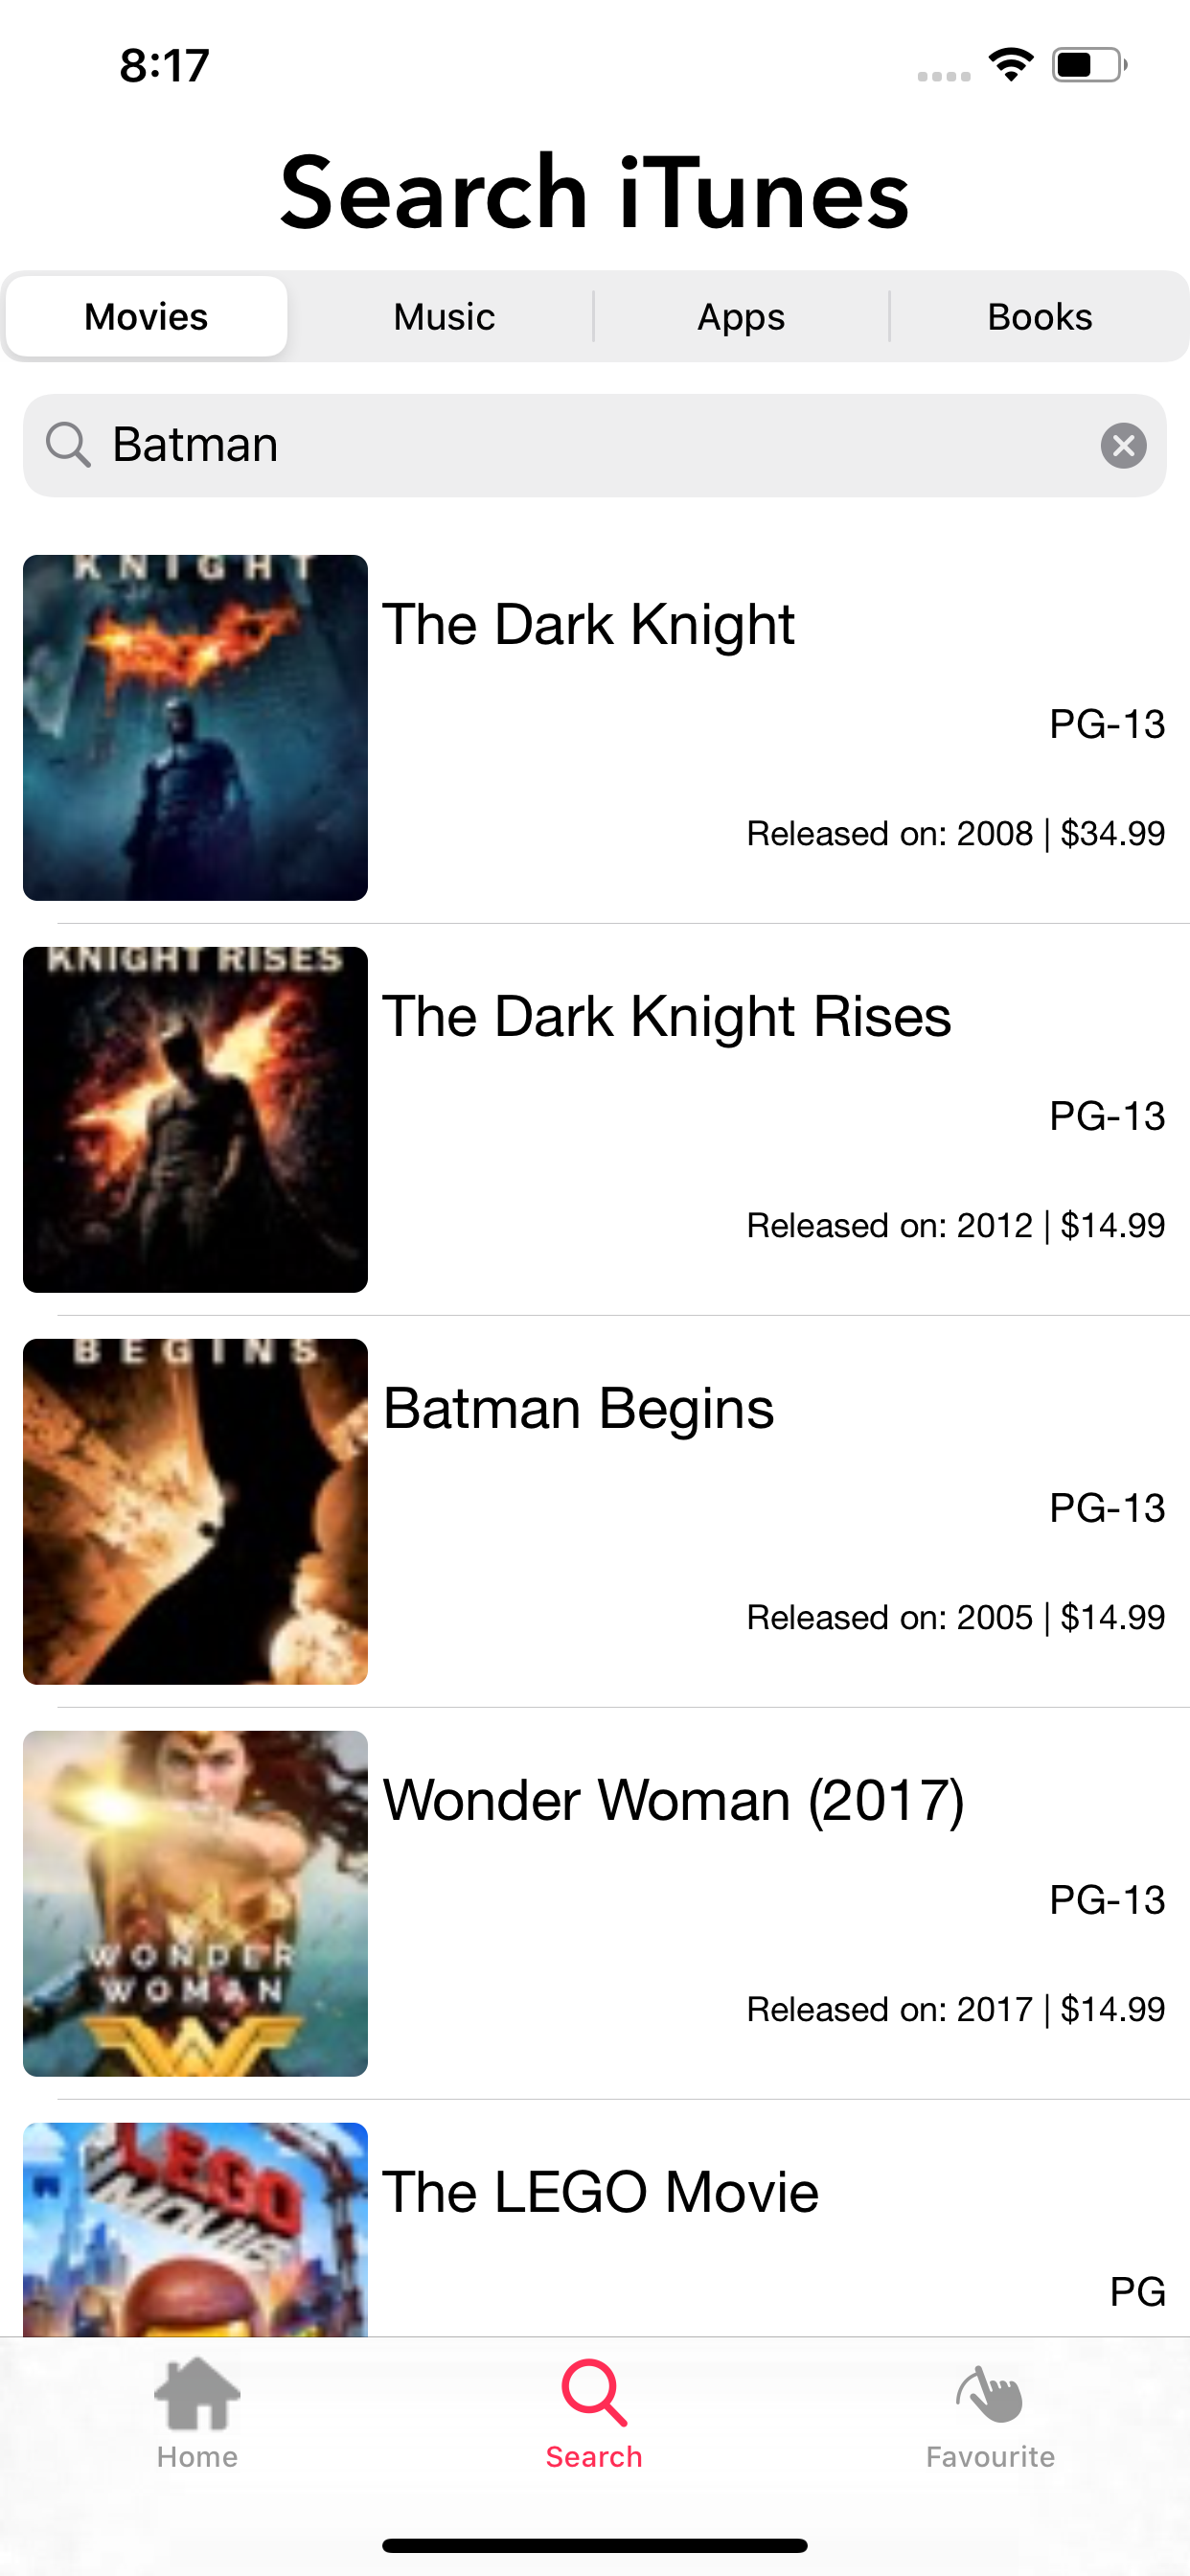 8:17
Search iTunes
Movies Music Apps Books
Batman
KNIGHT
The Dark Knight
PG-13
Released on: 2008 | $34.99
KNIGHT RISES
The Dark Knight Rises
PG-13
Released on: 2012 | $14.99
BEGINS
Batman Begins
PG-13
Released on: 2005 | $14.99
Wonder Woman (2017)
PG-13
WONDER
WOMAN
Released on: 2017 | $14.99
LEGO
MOVIE
The LEGO Movie
PG
Home Search Favourite